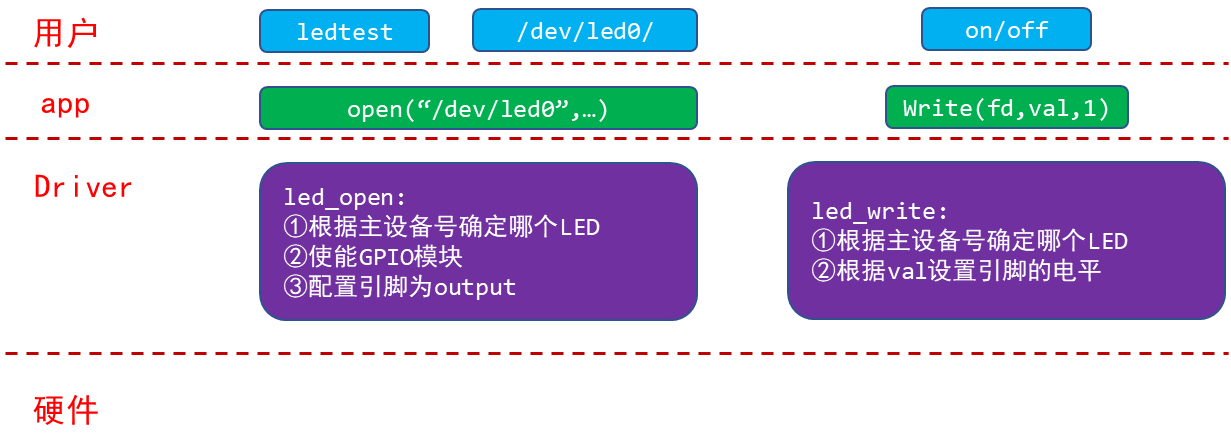 用户
ledtest
/dev/led0/
on/off
app
open(“/dev/led0”,…)
Write(fd,val,1)
Driver
led_open:
①根据主设备号确定哪个LED
②使能GPIO模块
③配置引脚为output
led_write:
①根据主设备号确定哪个LED
②根据val设置引脚的电平
硬件